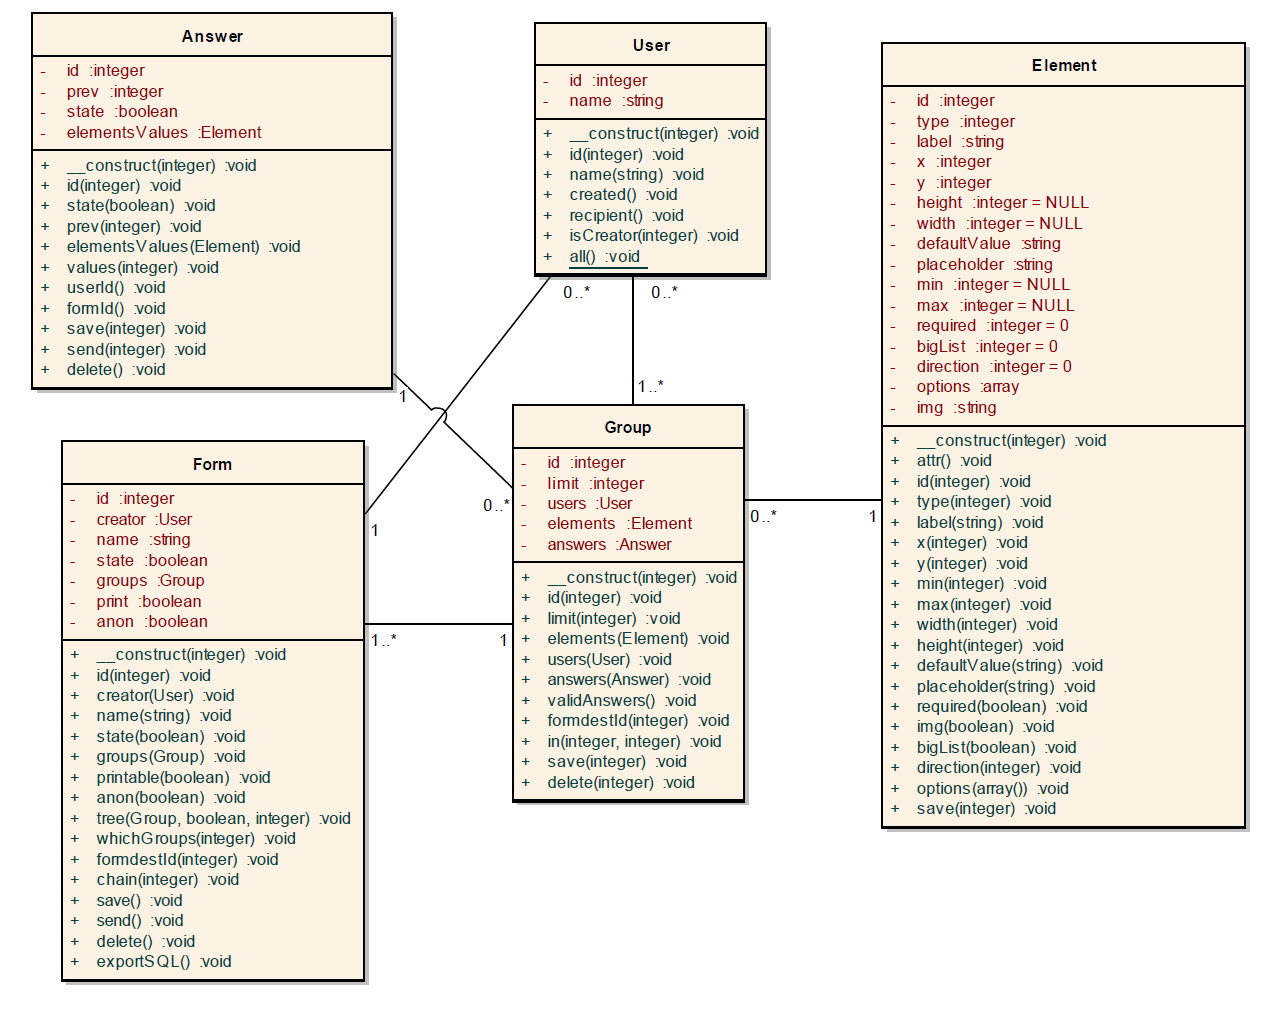 Answer
- id :integer
- prev :integer
- state :boolean
- elementsValues :Element
+ __construct(integer) :void
+ id(integer) :void
+ state(boolean) :void
+ prev(integer) :void
+ elementsValues(Element) :void
+ values(integer) :void
+ userId() :void
+ formId() :void
+ save(integer) :void
+ send(integer) :void
+ delete() :void
User
- id :integer
- name :string
+ __construct(integer) :void
+ id(integer) :void
+ name(string) :void
+ created() :void
+ recipient() :void
+ isCreator(integer) :void
+ all() :void
Element
- id :integer
- type :integer
- label :string
- x :integer
- y :integer
- height :integer = NULL
- width :integer = NULL
- defaultValue :string
- placeholder :string
- min :integer = NULL
- max :integer = NULL
- required :integer = 0
- bigList :integer = 0
- direction :integer = 0
- options :array
- img :string
+ __construct(integer) :void
+ attr() :void
+ id(integer) :void
+ type(integer) :void
+ label(string) :void
+ x(integer) :void
+ y(integer) :void
+ min(integer) :void
+ max(integer) :void
+ width(integer) :void
+ height(integer) :void
+ defaultValue(string) :void
+ placeholder(string) :void
+ required(boolean) :void
+ img(boolean) :void
+ bigList(boolean) :void
+ direction(integer) :void
+ options(array()) :void
+ save(integer) :void
0..*
0..*
1..*
1
0..*
1
0..*
1
1..*
1
Form
- id :integer
- creator :User
- name :string
- state :boolean
- groups :Group
- print :boolean
- anon :boolean
+ __construct(integer) :void
+ id(integer) :void
+ creator(User) :void
+ name(string) :void
+ state(boolean) :void
+ groups(Group) :void
+ printable(boolean) :void
+ anon(boolean) :void
+ tree(Group, boolean, integer) :void
+ whichGroups(integer) :void
+ formdestId(integer) :void
+ chain(integer) :void
+ save() :void
+ send() :void
+ delete() :void
+ exportSQL() :void
Group
- id :integer
- limit :integer
- users :User
- elements :Element
- answers :Answer
+ __construct(integer) :void
+ id(integer) :void
+ limit(integer) :void
+ elements(Element) :void
+ users(User) :void
+ answers(Answer) :void
+ validAnswers() :void
+ formdestId(integer) :void
+ in(integer, integer) :void
+ save(integer) :void
+ delete(integer) :void